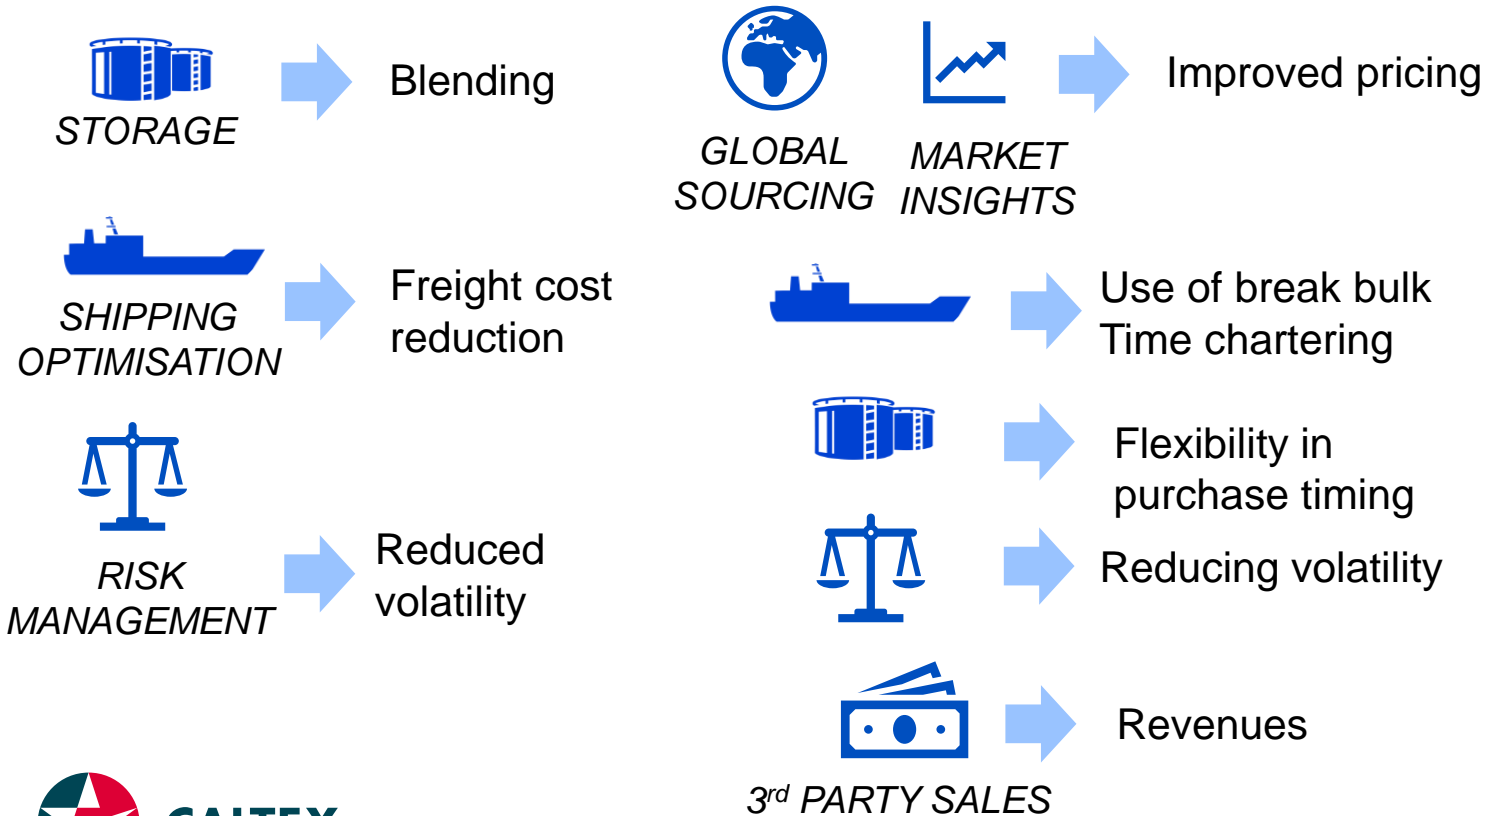 Blending
STORAGE
Freight cost
reduction
SHIPPING
OPTIMISATION
Reduced
volatility
RISK
MANAGEMENT
Improved pricing
GLOBAL
SOURCING
MARKET
INSIGHTS
Use of break bulk
Time chartering
Flexibility in
purchase timing
Reducing volatility
Revenues
3rd PARTY SALES
CALTEX